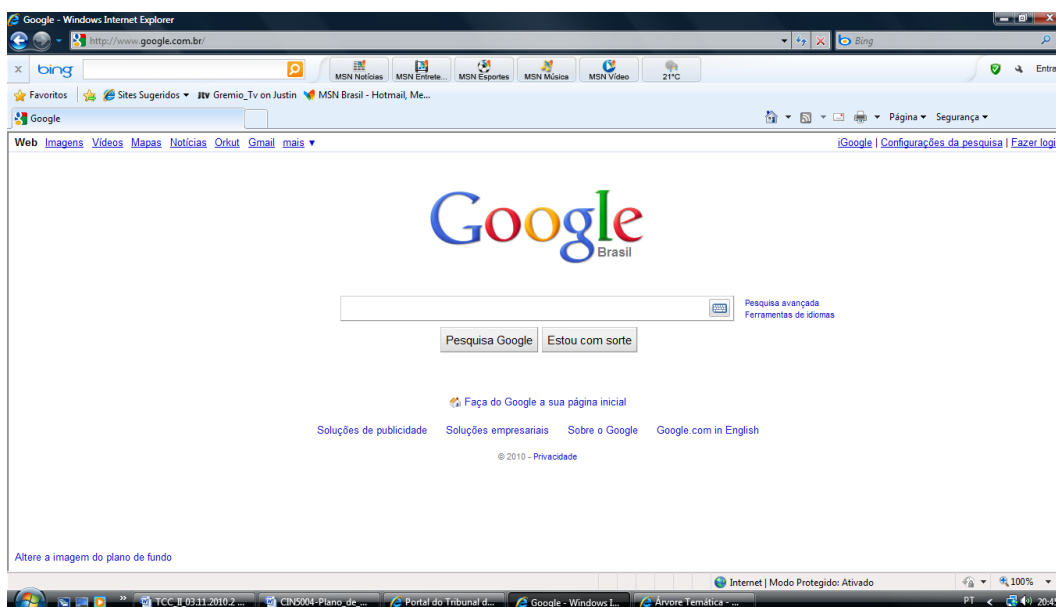 Google - Windows Internet Explorer
http://www.google.com.br/
Bing
x bing MSN Notícias MSN Entrete... MSN Esportes MSN Música MSN Vídeo 21°C Entra
Favoritos Sites Sugeridos Jtv Gremio_Tv on Justin MSN Brasil - Hotmail, Me...
Google Página Segurança
Web Imagens Vídeos Mapas Notícias Orkut Gmail mais ▼ iGoogle | Configurações da pesquisa | Fazer logi
Google
Brasil
Pesquisa avançada
Ferramentas de idiomas
Pesquisa Google Estou com sorte
Faça do Google a sua página inicial
Soluções de publicidade Soluções empresariais Sobre o Google Google.com in English
© 2010 - Privacidade
Altere a imagem do plano de fundo
Internet | Modo Protegido: Ativado 100%
TCC_II_03.11.2010.2 ... CIN5004-Plano_de_... Portal do Tribunal d... Google - Windows I... Árvore Temática - ... PT 20:4